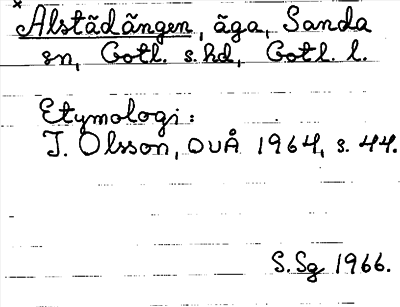 × Alstädängen, äga, Sanda
sn, Gotl. s. hd, Gotl. l.
Etymologi:
I. Olsson, OUÅ 1964, s. 44.
S. Sg 1966.